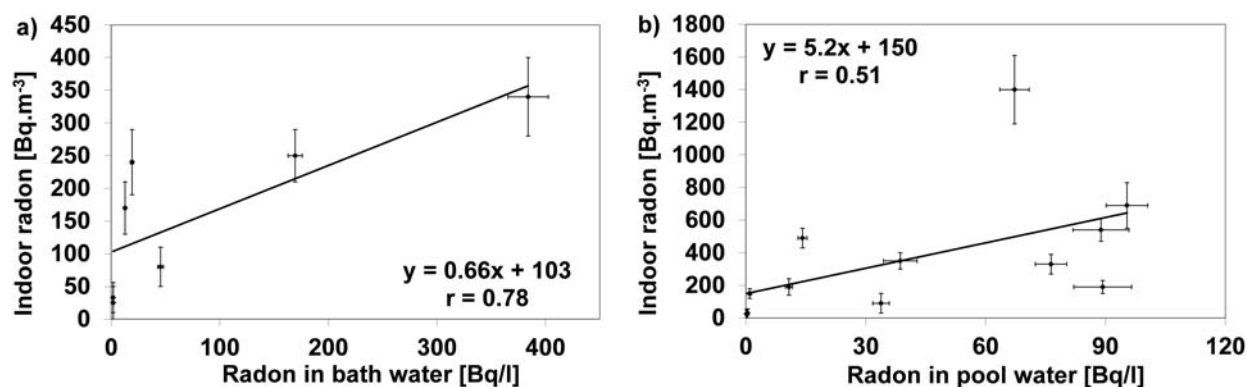 a)
Indoor radon [Bq.m-3]
450
400
350
300
250
200
150
100
50
0
y = 0.66x + 103
r = 0.78
0 100 200 300 400
Radon in bath water [Bq/l]
b)
Indoor radon [Bq.m-3]
1800
1600
1400
1200
1000
800
600
400
200
0
y = 5.2x + 150
r = 0.51
0 30 60 90 120
Radon in pool water [Bq/l]